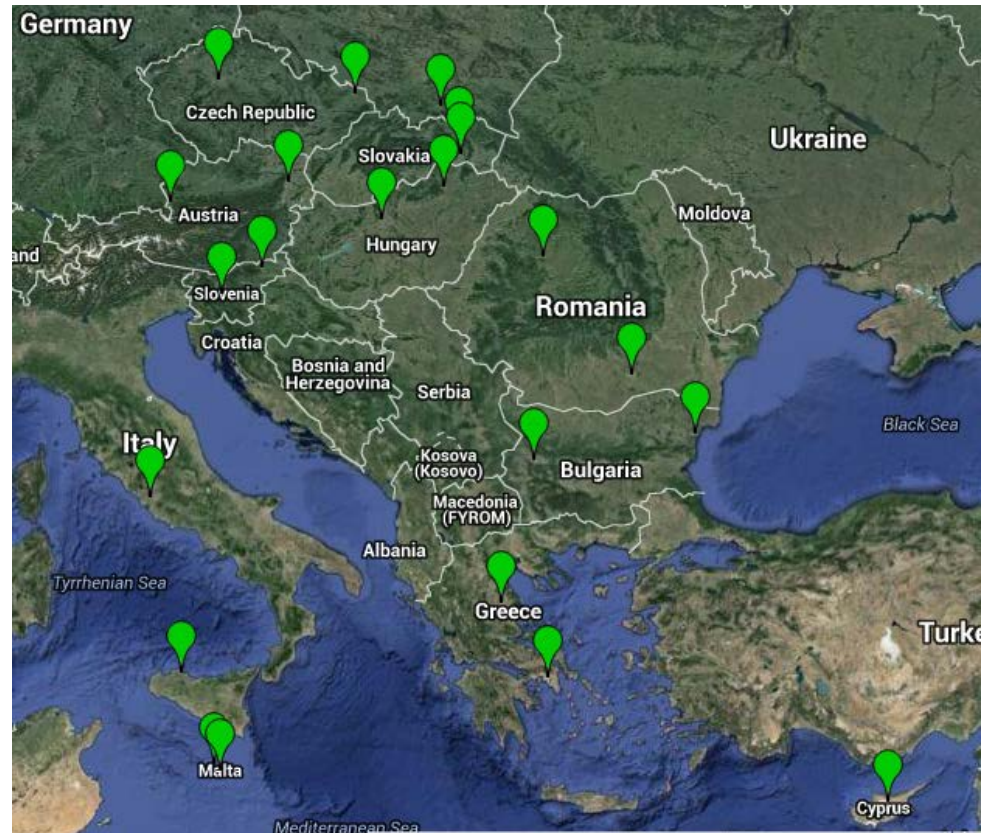 Germany
Czech Republic
Ukraine
Slovakia
Austria
Moldova
and
Hungary
Slovenia
Romania
Croatia
Bosnia and
Herzegovina
Serbia
Black Sea
Italy
Kosova
(Kosovo)
Bulgaria
Macedonia
(FYROM)
Albania
Tyrrhenian Sea
Greece
Turke
Malta
Cyprus
Mediterranean Sea